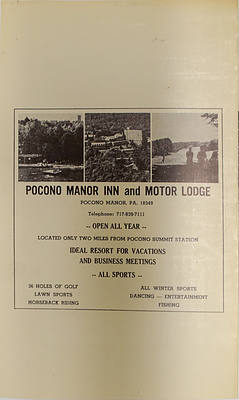 POCONO MANOR INN and MOTOR LODGE
POCONO MANOR, PA. 18349
Telephone: 717-839-7111
-- OPEN ALL YEAR --
LOCATED ONLY TWO MILES FROM POCONO SUMMIT STATION
IDEAL RESORT FOR VACATIONS
AND BUSINESS MEETINGS
-- ALL SPORTS --
36 HOLES OF GOLF
LAWN SPORTS
HORSEBACK RIDING
ALL WINTER SPORTS
DANCING — ENTERTAINMENT
FISHING